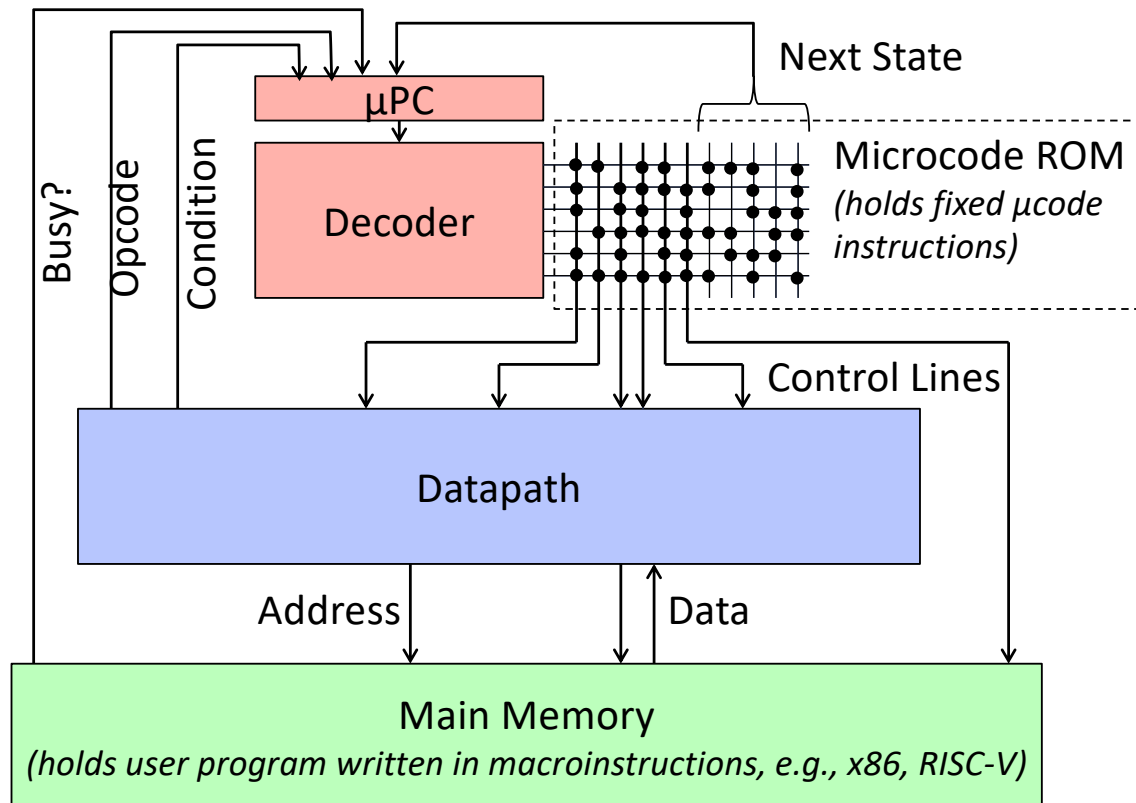 Next State
µPC
Microcode ROM
(holds fixed µcode
instructions)
Decoder
Busy?
Opcode
Condition
Control Lines
Datapath
Address
Data
Main Memory
(holds user program written in macroinstructions, e.g., x86, RISC-V)